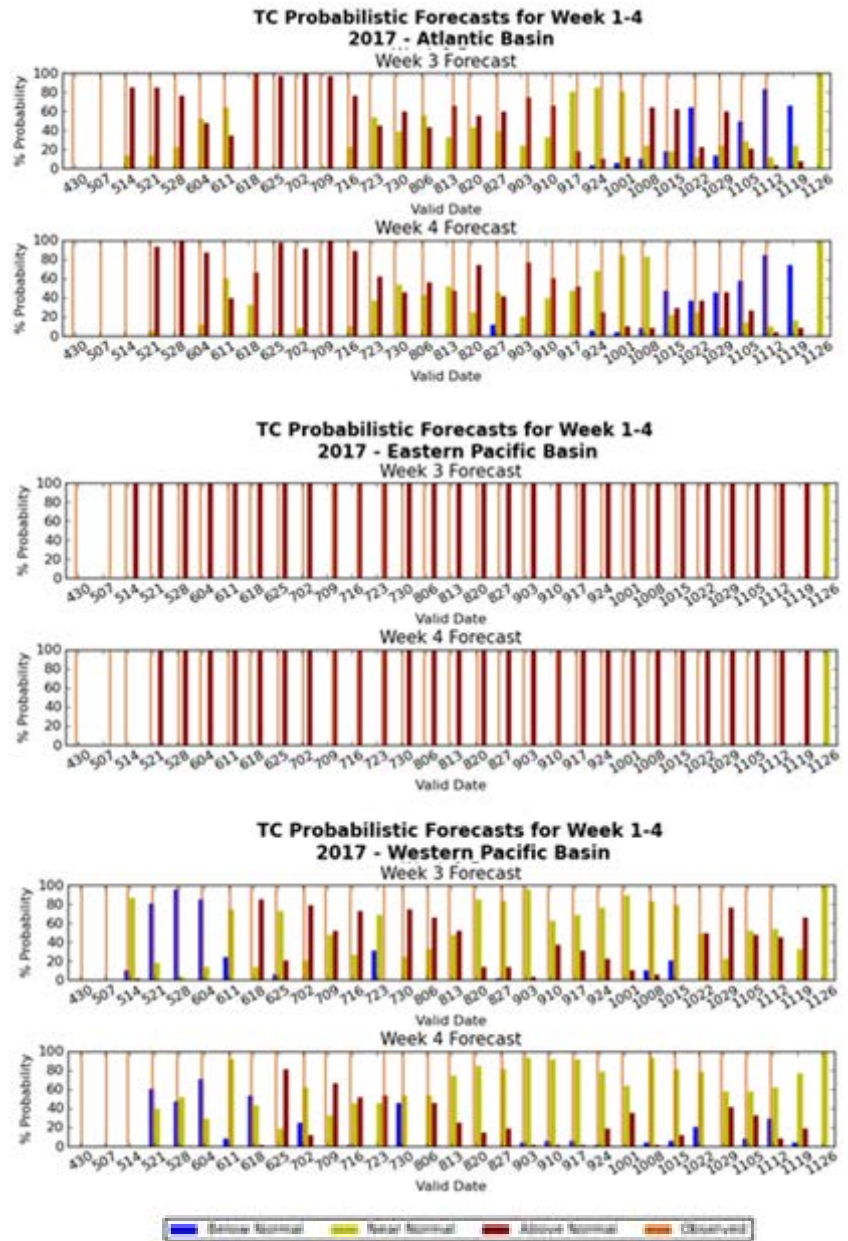 TC Probabilistic Forecasts for Week 1-4
2017 - Atlantic Basin
Week 3 Forecast
% Probability
100
80
60
40
20
0
430 507 514 521 528 604 611 618 625 702 709 716 723 730 806 813 820 827 903 910 917 924 1001 1008 1015 1022 1029 1105 1112 1119 1126
Valid Date
Week 4 Forecast
% Probability
100
80
60
40
20
0
430 507 514 521 528 604 611 618 625 702 709 716 723 730 806 813 820 827 903 910 917 924 1001 1008 1015 1022 1029 1105 1112 1119 1126
Valid Date
TC Probabilistic Forecasts for Week 1-4
2017 - Eastern Pacific Basin
Week 3 Forecast
% Probability
100
80
60
40
20
0
430 507 514 521 528 604 611 618 625 702 709 716 723 730 806 813 820 827 903 910 917 924 1001 1008 1015 1022 1029 1105 1112 1119 1126
Valid Date
Week 4 Forecast
% Probability
100
80
60
40
20
0
430 507 514 521 528 604 611 618 625 702 709 716 723 730 806 813 820 827 903 910 917 924 1001 1008 1015 1022 1029 1105 1112 1119 1126
Valid Date
TC Probabilistic Forecasts for Week 1-4
2017 - Western Pacific Basin
Week 3 Forecast
% Probability
100
80
60
40
20
0
430 507 514 521 528 604 611 618 625 702 709 716 723 730 806 813 820 827 903 910 917 924 1001 1008 1015 1022 1029 1105 1112 1119 1126
Valid Date
Week 4 Forecast
% Probability
100
80
60
40
20
0
430 507 514 521 528 604 611 618 625 702 709 716 723 730 806 813 820 827 903 910 917 924 1001 1008 1015 1022 1029 1105 1112 1119 1126
Valid Date
Below Normal Near Normal Above Normal Observed